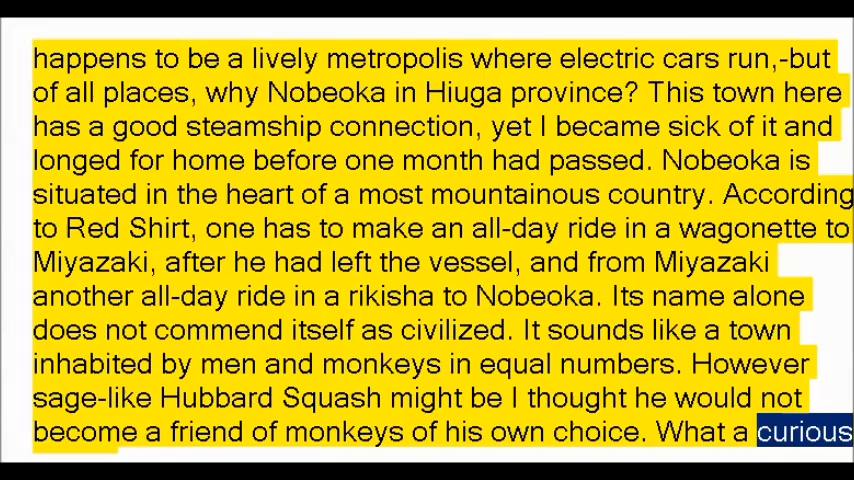 happens to be a lively metropolis where electric cars run,-but
of all places, why Nobeoka in Hiuga province? This town here
has a good steamship connection, yet I became sick of it and
longed for home before one month had passed. Nobeoka is
situated in the heart of a most mountainous country. According
to Red Shirt, one has to make an all-day ride in a wagonette to
Miyazaki, after he had left the vessel, and from Miyazaki
another all-day ride in a rikisha to Nobeoka. Its name alone
does not commend itself as civilized. It sounds like a town
inhabited by men and monkeys in equal numbers. However
sage-like Hubbard Squash might be I thought he would not
become a friend of monkeys of his own choice. What a curious